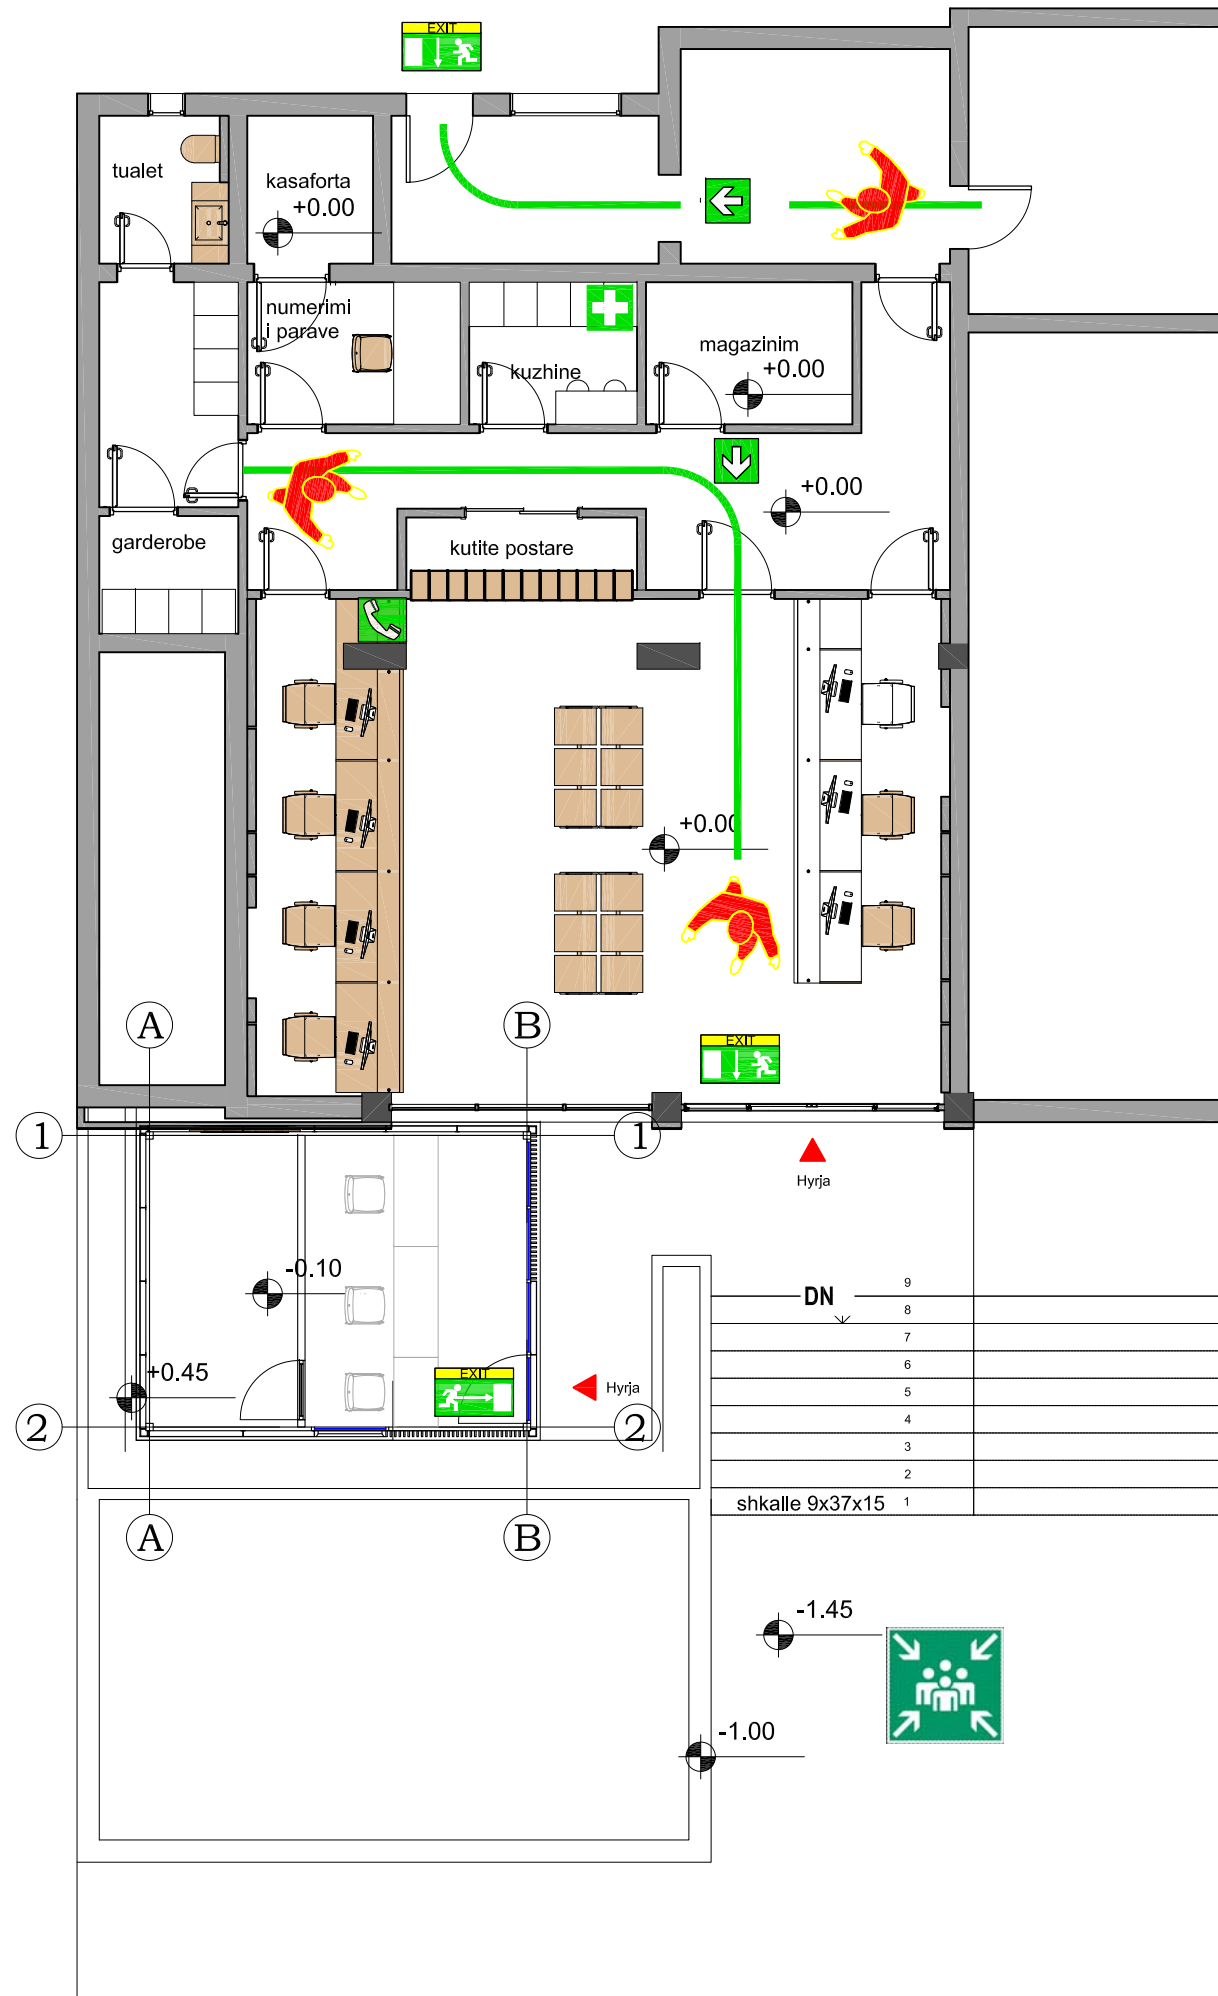 EXIT
tualet
kasaforta
+0.00
numerimi
i parave
magazinim
+0.00
kuzhine
+0.00
garderobe
kutite postare
+0.00
A
B
EXIT
1
1
Hyrja
-0.10
9
DN
8
7
+0.45
EXIT
6
Hyrja
5
4
2
2
3
2
shkalle 9x37x15
1
A
B
-1.45
-1.00